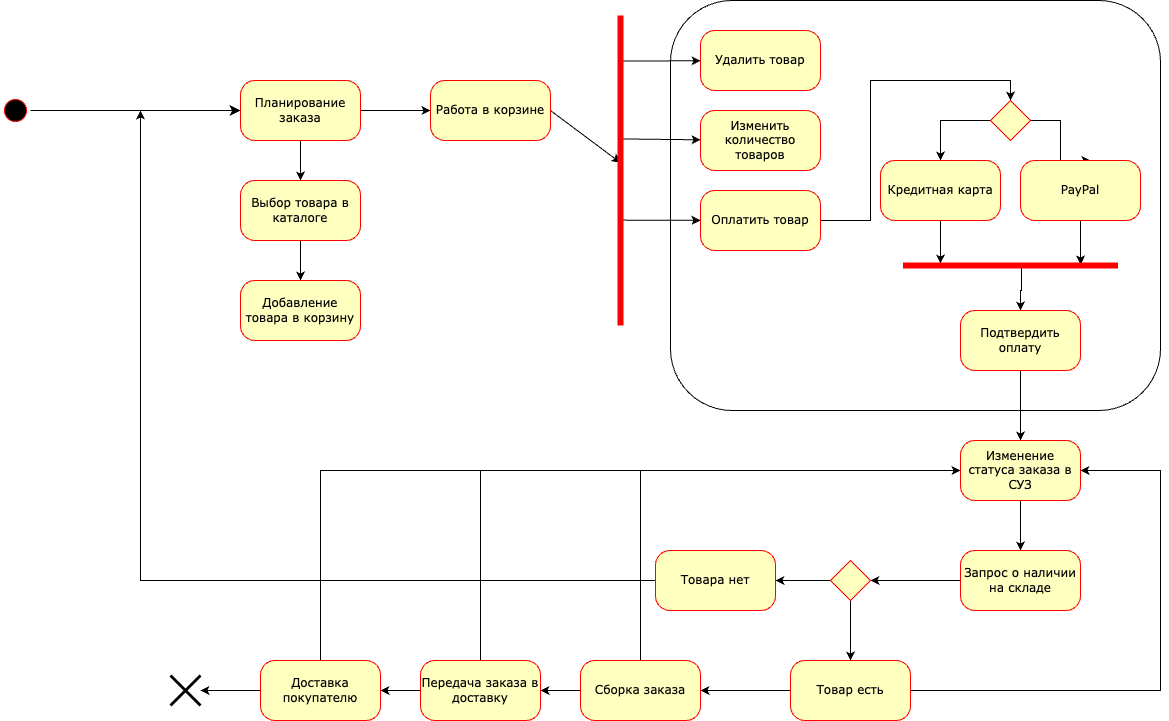 Планирование
заказа
Работа в корзине
Выбор товара в
каталоге
Добавление
товара в корзину
Удалить товар
Изменить
количество
товаров
Оплатить товар
Кредитная карта
PayPal
Подтвердить
оплату
Изменение
статуса заказа в
СУЗ
Запрос о наличии
на складе
Товара нет
Товар есть
Сборка заказа
Передача заказа в
доставку
Доставка
покупателю